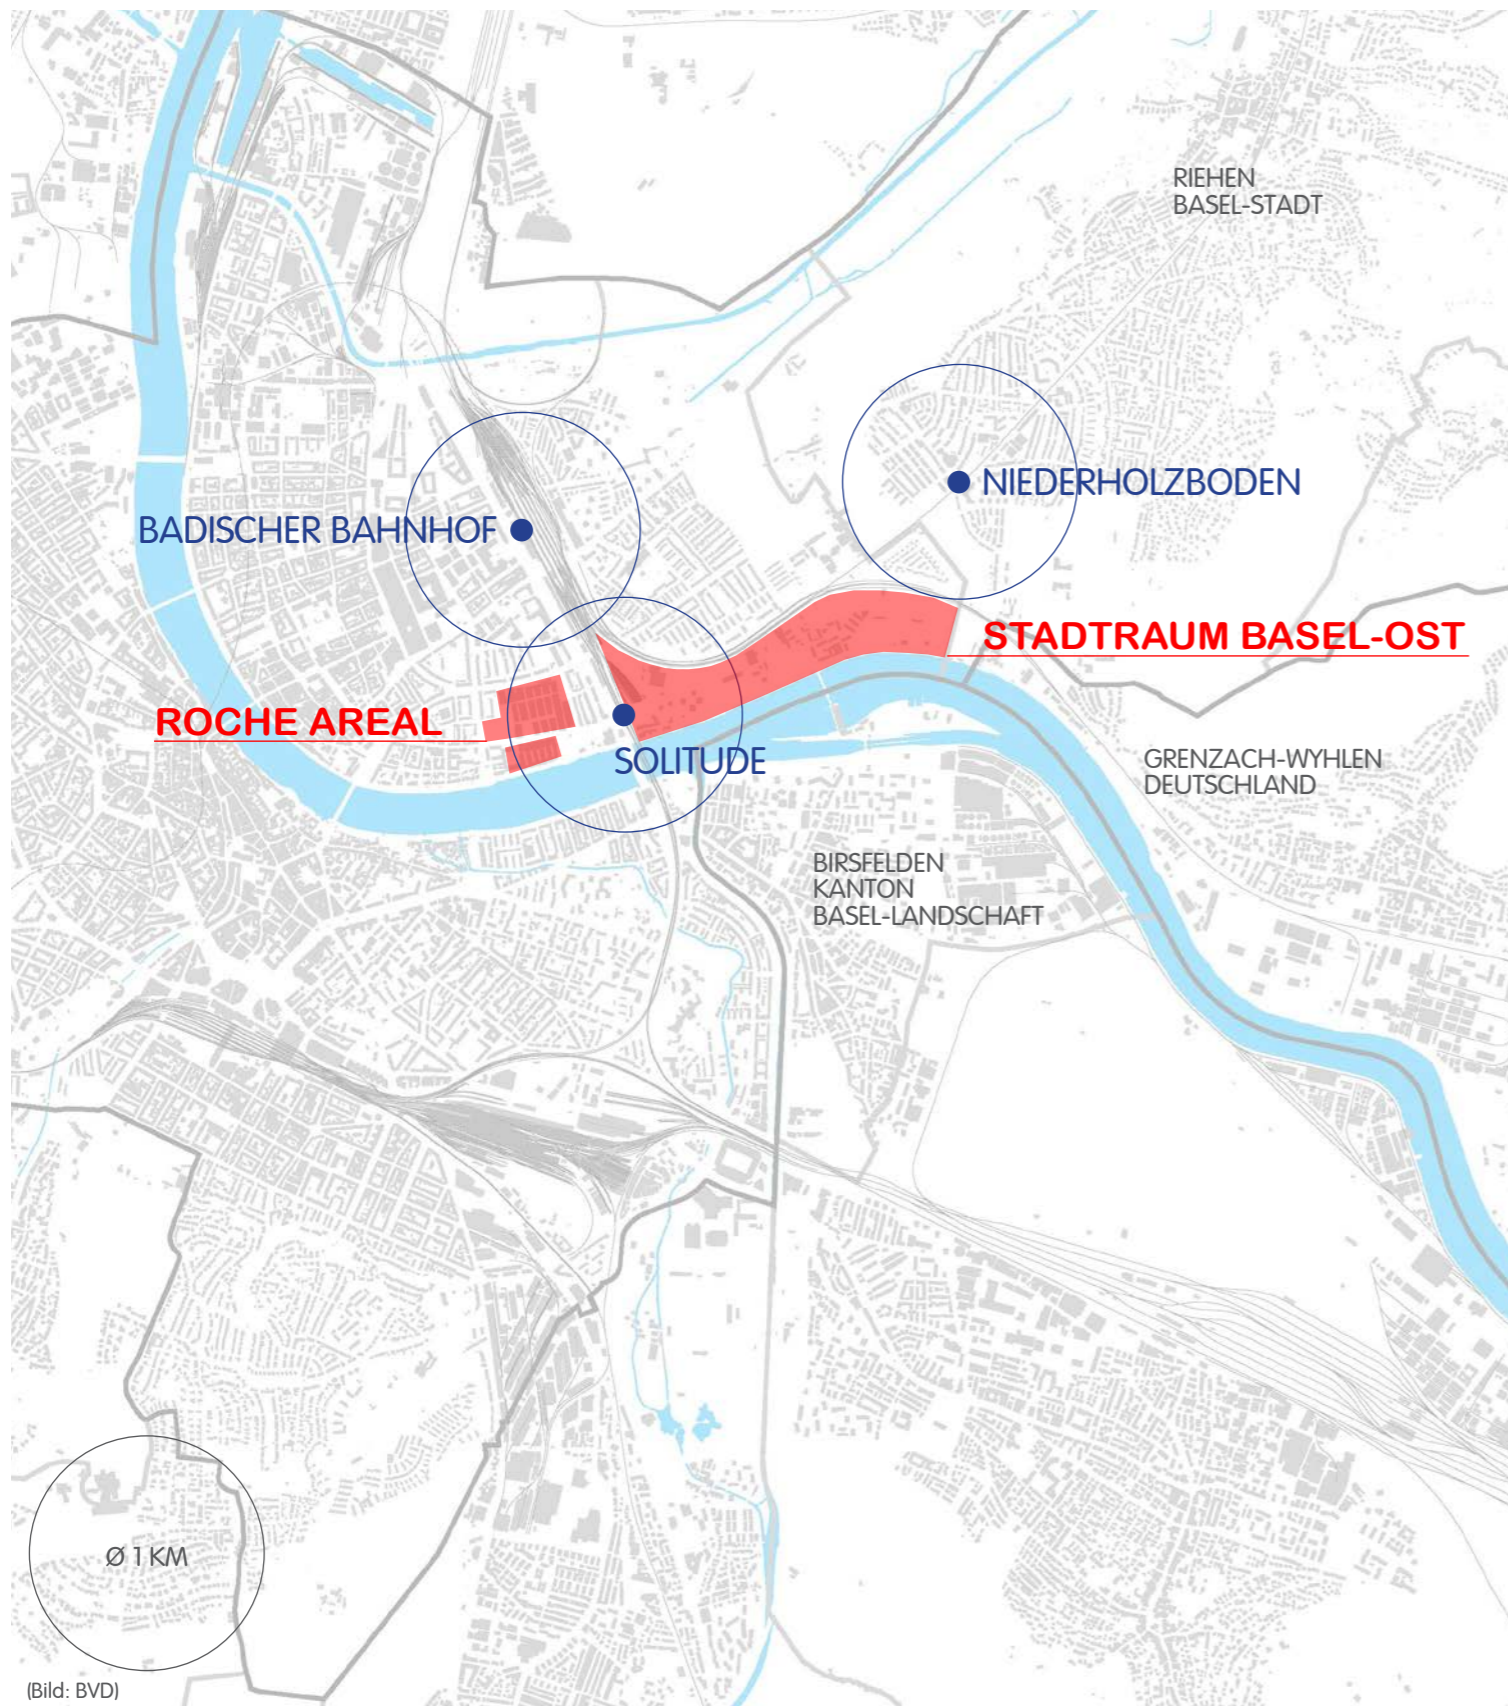 RIEHEN
BASEL-STADT
NIEDERHOLZBODEN
BADISCHER BAHNHOF
STADTRAUM BASEL-OST
ROCHE AREAL
SOLITUDE
GRENZACH-WYHLEN
DEUTSCHLAND
BIRSFELDEN
KANTON
BASEL-LANDSCHAFT
Ø 1 KM
(Bild: BVD)